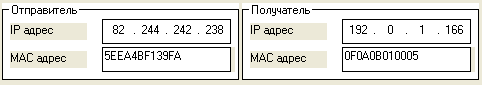 Отправитель
IP адрес 82 . 244 . 242 . 238
MAC адрес 5EEA4BF139FA
Получатель
IP адрес 192 . 0 . 1 . 166
MAC адрес 0F0A0B010005